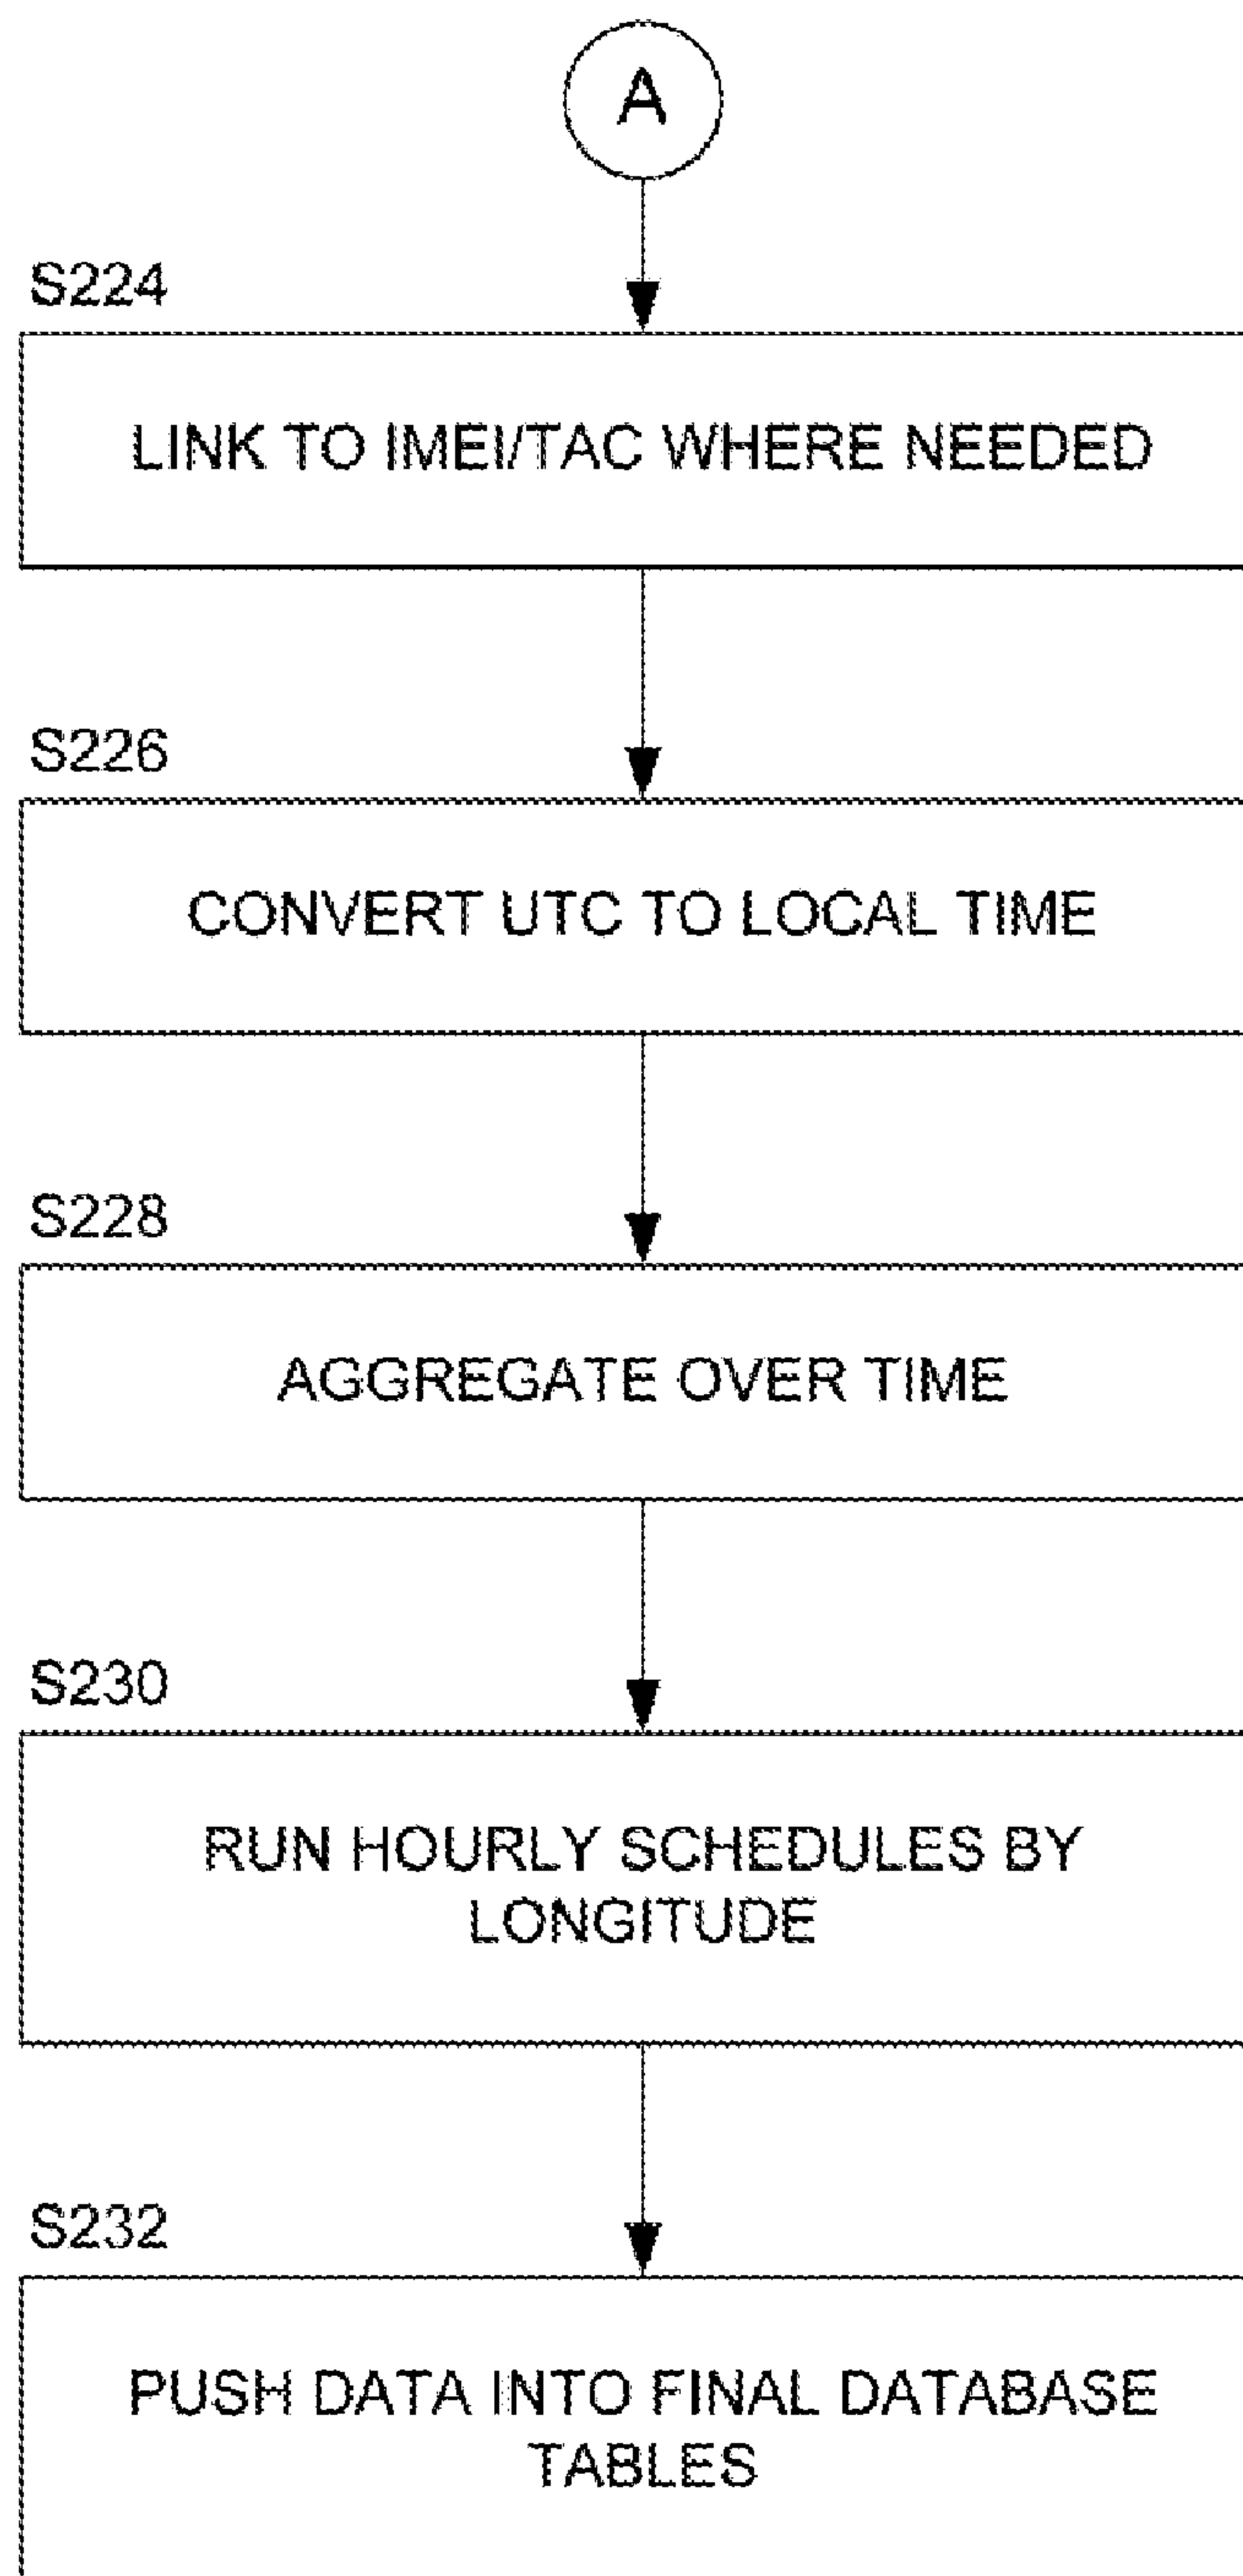 A
S224
LINK TO IMEI/TAC WHERE NEEDED
S226
CONVERT UTC TO LOCAL TIME
S228
AGGREGATE OVER TIME
S230
RUN HOURLY SCHEDULES BY
LONGITUDE
S232
PUSH DATA INTO FINAL DATABASE
TABLES